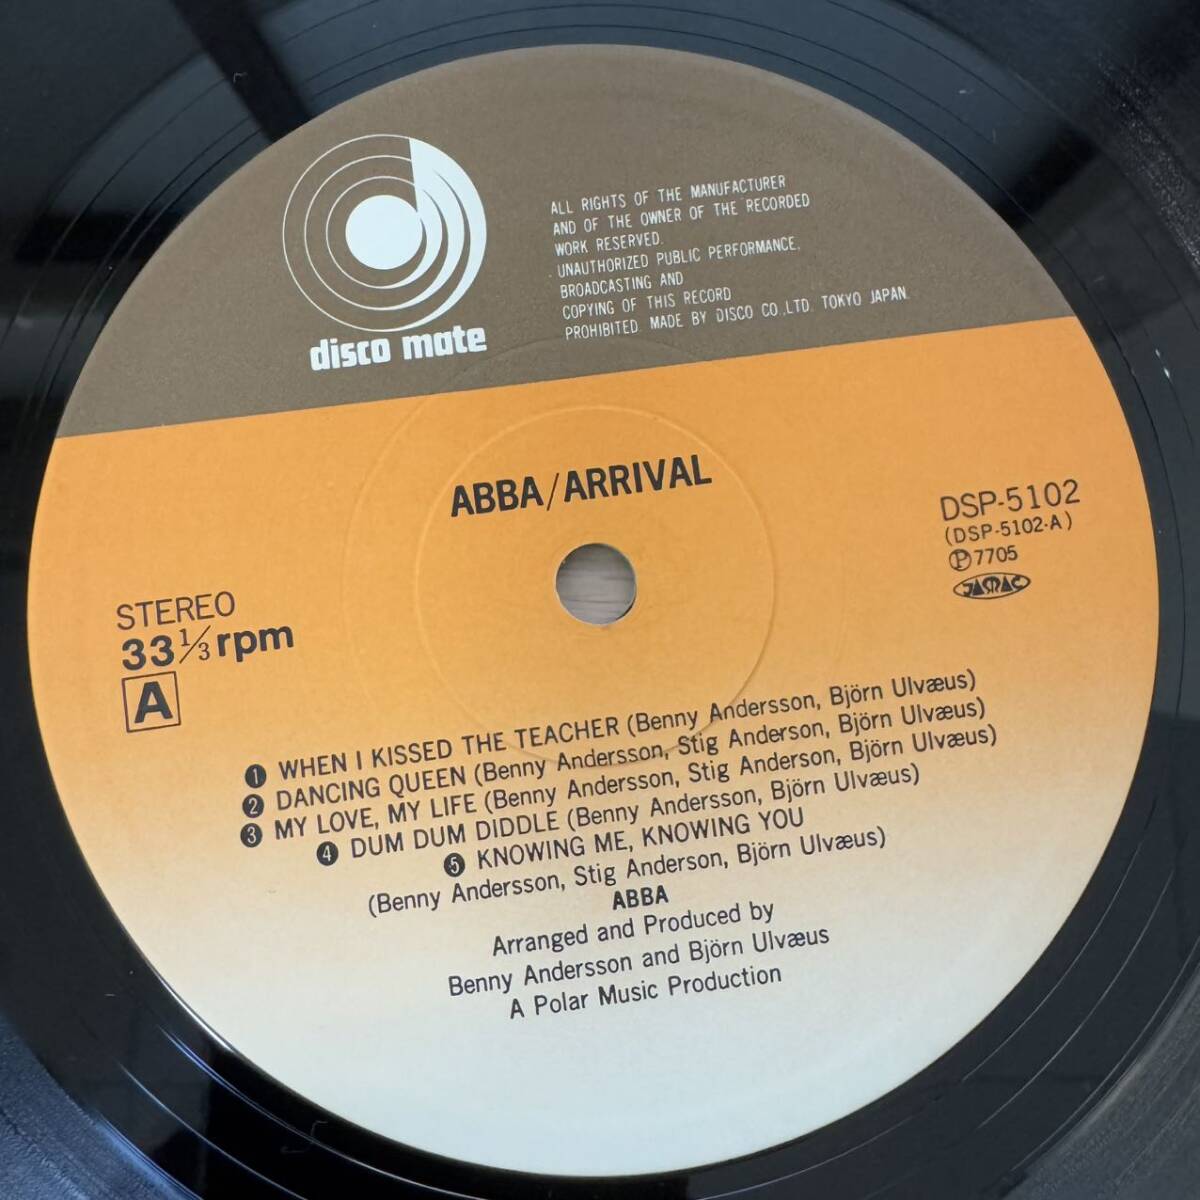 disco mate
ALL RIGHTS OF THE MANUFACTURER
AND OF THE OWNER OF THE RECORDED
WORK RESERVED.
UNAUTHORIZED PUBLIC PERFORMANCE,
BROADCASTING AND
COPYING OF THIS RECORD
PROHIBITED. MADE BY DISCO CO.,LTD. TOKYO JAPAN.
ABBA/ARRIVAL
DSP-5102
(DSP-5102-A)
Ⓟ7705
JASRAC
STEREO
33 1/3 rpm
A
❶ WHEN I KISSED THE TEACHER (Benny Andersson, Björn Ulvæus)
❷ DANCING QUEEN (Benny Andersson, Stig Anderson, Björn Ulvæus)
❸ MY LOVE, MY LIFE (Benny Andersson, Stig Anderson, Björn Ulvæus)
❹ DUM DUM DIDDLE (Benny Andersson, Björn Ulvæus)
❺ KNOWING ME, KNOWING YOU
(Benny Andersson, Stig Anderson, Björn Ulvæus)
ABBA
Arranged and Produced by
Benny Andersson and Björn Ulvæus
A Polar Music Production